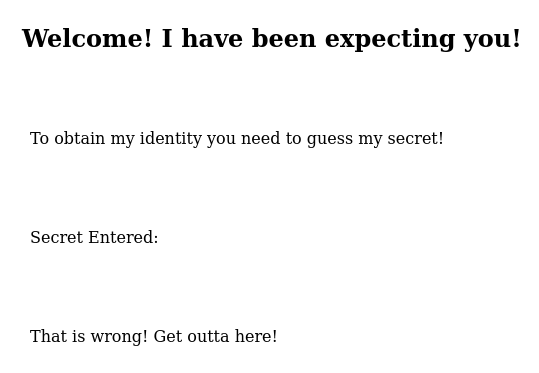 Welcome! I have been expecting you!
To obtain my identity you need to guess my secret!
Secret Entered:
That is wrong! Get outta here!